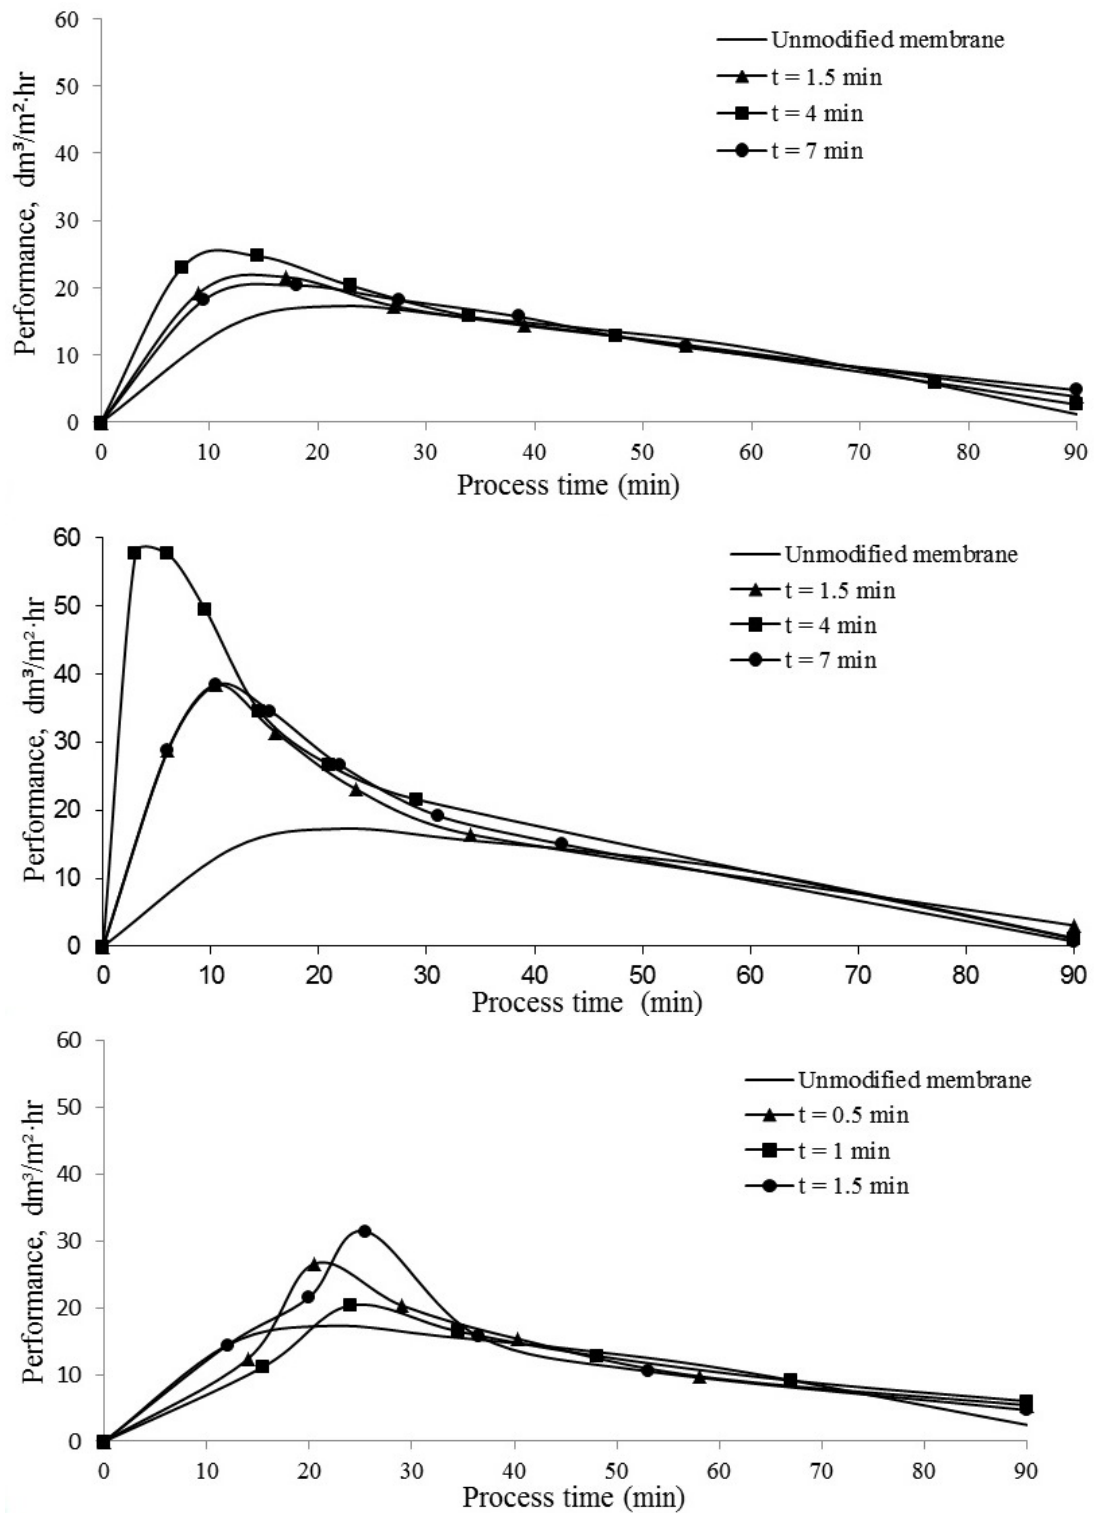 60
50
40
30
20
10
0
Performance, dm³/m²·hr
Unmodified membrane
t = 1.5 min
t = 4 min
t = 7 min
0 10 20 30 40 50 60 70 80 90
Process time (min)
60
50
40
30
20
10
0
Performance, dm³/m²·hr
Unmodified membrane
t = 1.5 min
t = 4 min
t = 7 min
0 10 20 30 40 50 60 70 80 90
Process time (min)
60
50
40
30
20
10
0
Performance, dm³/m²·hr
Unmodified membrane
t = 0.5 min
t = 1 min
t = 1.5 min
0 10 20 30 40 50 60 70 80 90
Process time (min)